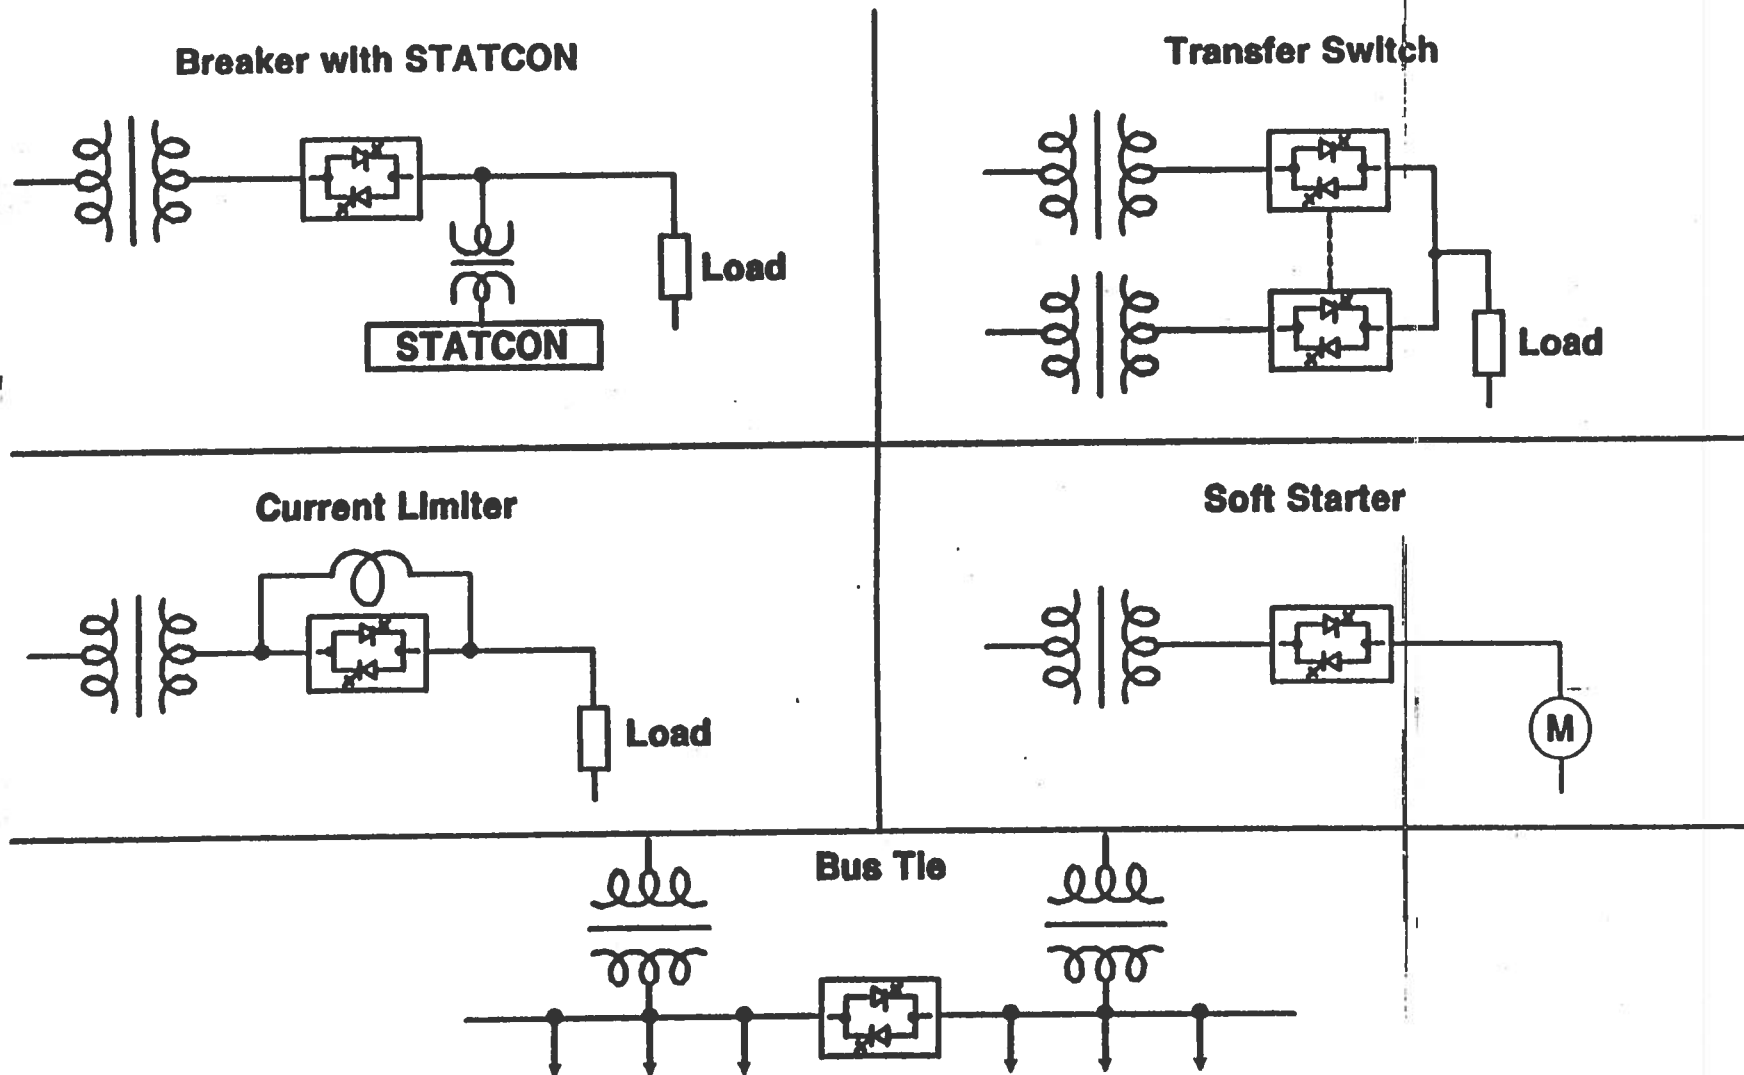 Breaker with STATCON
Load
STATCON
Transfer Switch
Load
Current Limiter
Load
Soft Starter
M
Bus Tie